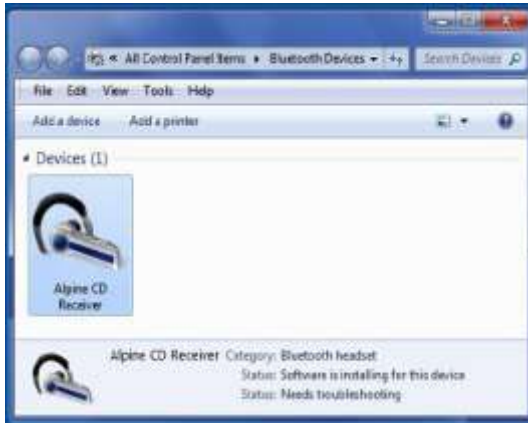 « All Control Panel Items ▸ Bluetooth Devices Search Devices
File Edit View Tools Help
Add a device Add a printer
Devices (1)
Alpine CD
Receiver
Alpine CD Receiver Category: Bluetooth headset
Status: Software is installing for this device
Status: Needs troubleshooting